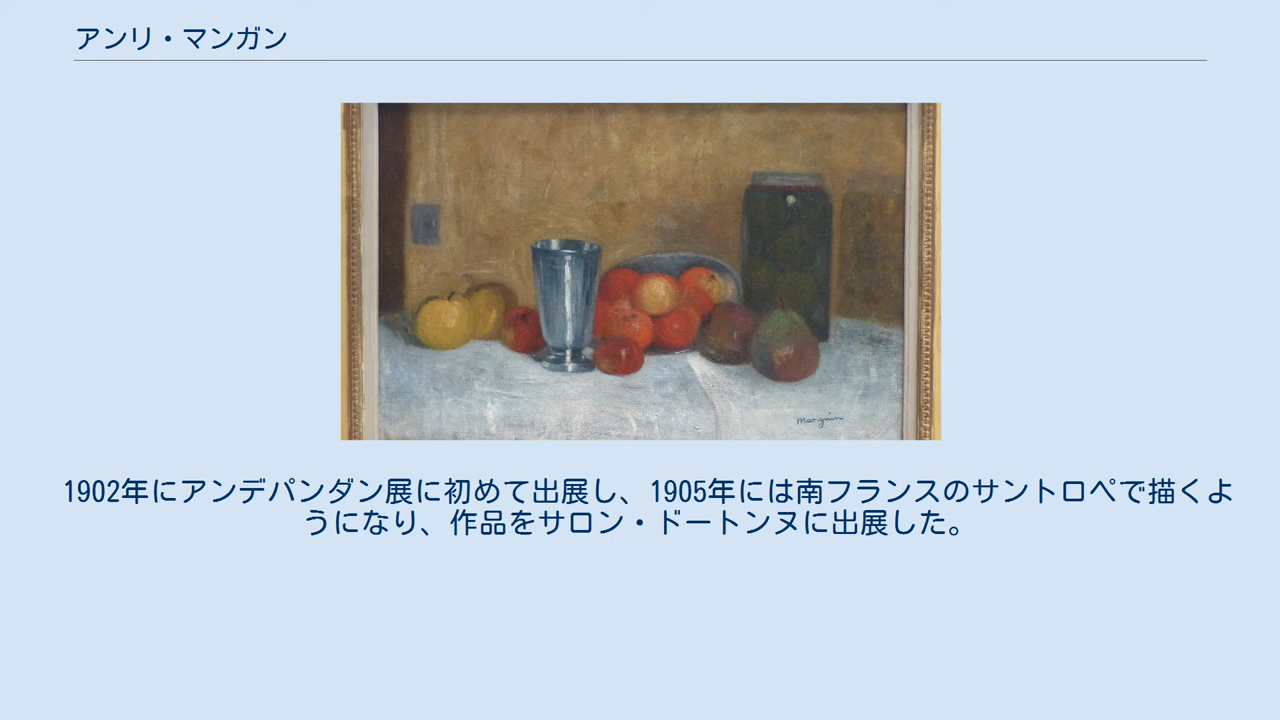 アンリ・マンガン
manguin
1902年にアンデパンダン展に初めて出展し、1905年には南フランスのサントロペで描くよ
うになり、作品をサロン・ドートンヌに出展した。